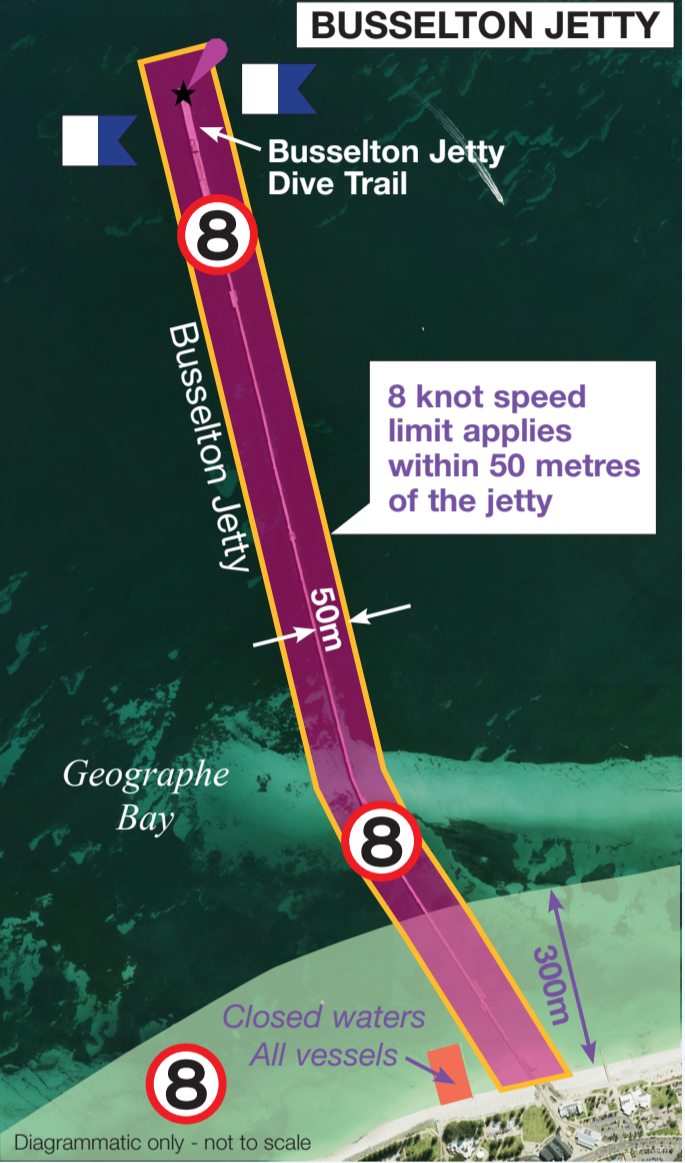 BUSSELTON JETTY
Busselton Jetty
Dive Trail
8
Busselton Jetty
8 knot speed
limit applies
within 50 metres
of the jetty
50m
Geographe
Bay
8
300m
Closed waters
All vessels
8
Diagrammatic only - not to scale